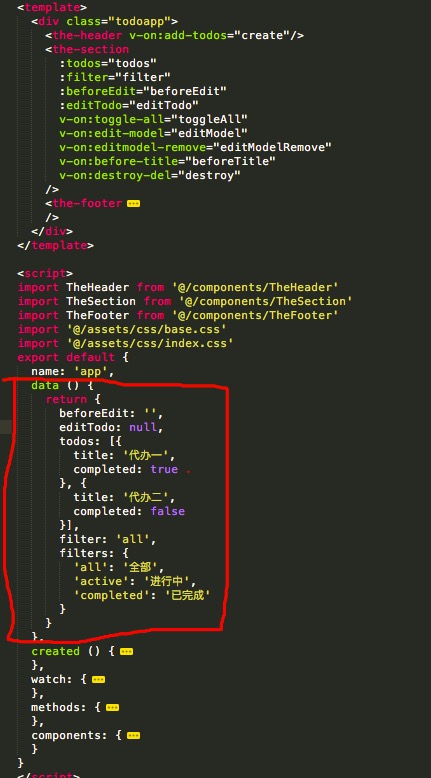 <template>
<div class="todoapp">
<the-header v-on:add-todos="create"/>
<the-section
:todos="todos"
:filter="filter"
:beforeEdit="beforeEdit"
:editTodo="editTodo"
v-on:toggle-all="toggleAll"
v-on:edit-model="editModel"
v-on:editmodel-remove="editModelRemove"
v-on:before-title="beforeTitle"
v-on:destroy-del="destroy"
/>
<the-footer
/>
</div>
</template>
<script>
import TheHeader from '@/components/TheHeader'
import TheSection from '@/components/TheSection'
import TheFooter from '@/components/TheFooter'
import '@/assets/css/base.css'
import '@/assets/css/index.css'
export default {
name: 'app',
data () {
return {
beforeEdit: '',
editTodo: null,
todos: [{
title: '代办一',
completed: true
}, {
title: '代办二',
completed: false
}],
filter: 'all',
filters: {
'all': '全部',
'active': '进行中',
'completed': '已完成'
}
}
},
created () {
},
watch: {
},
methods: {
},
components: {
}
}
</script>